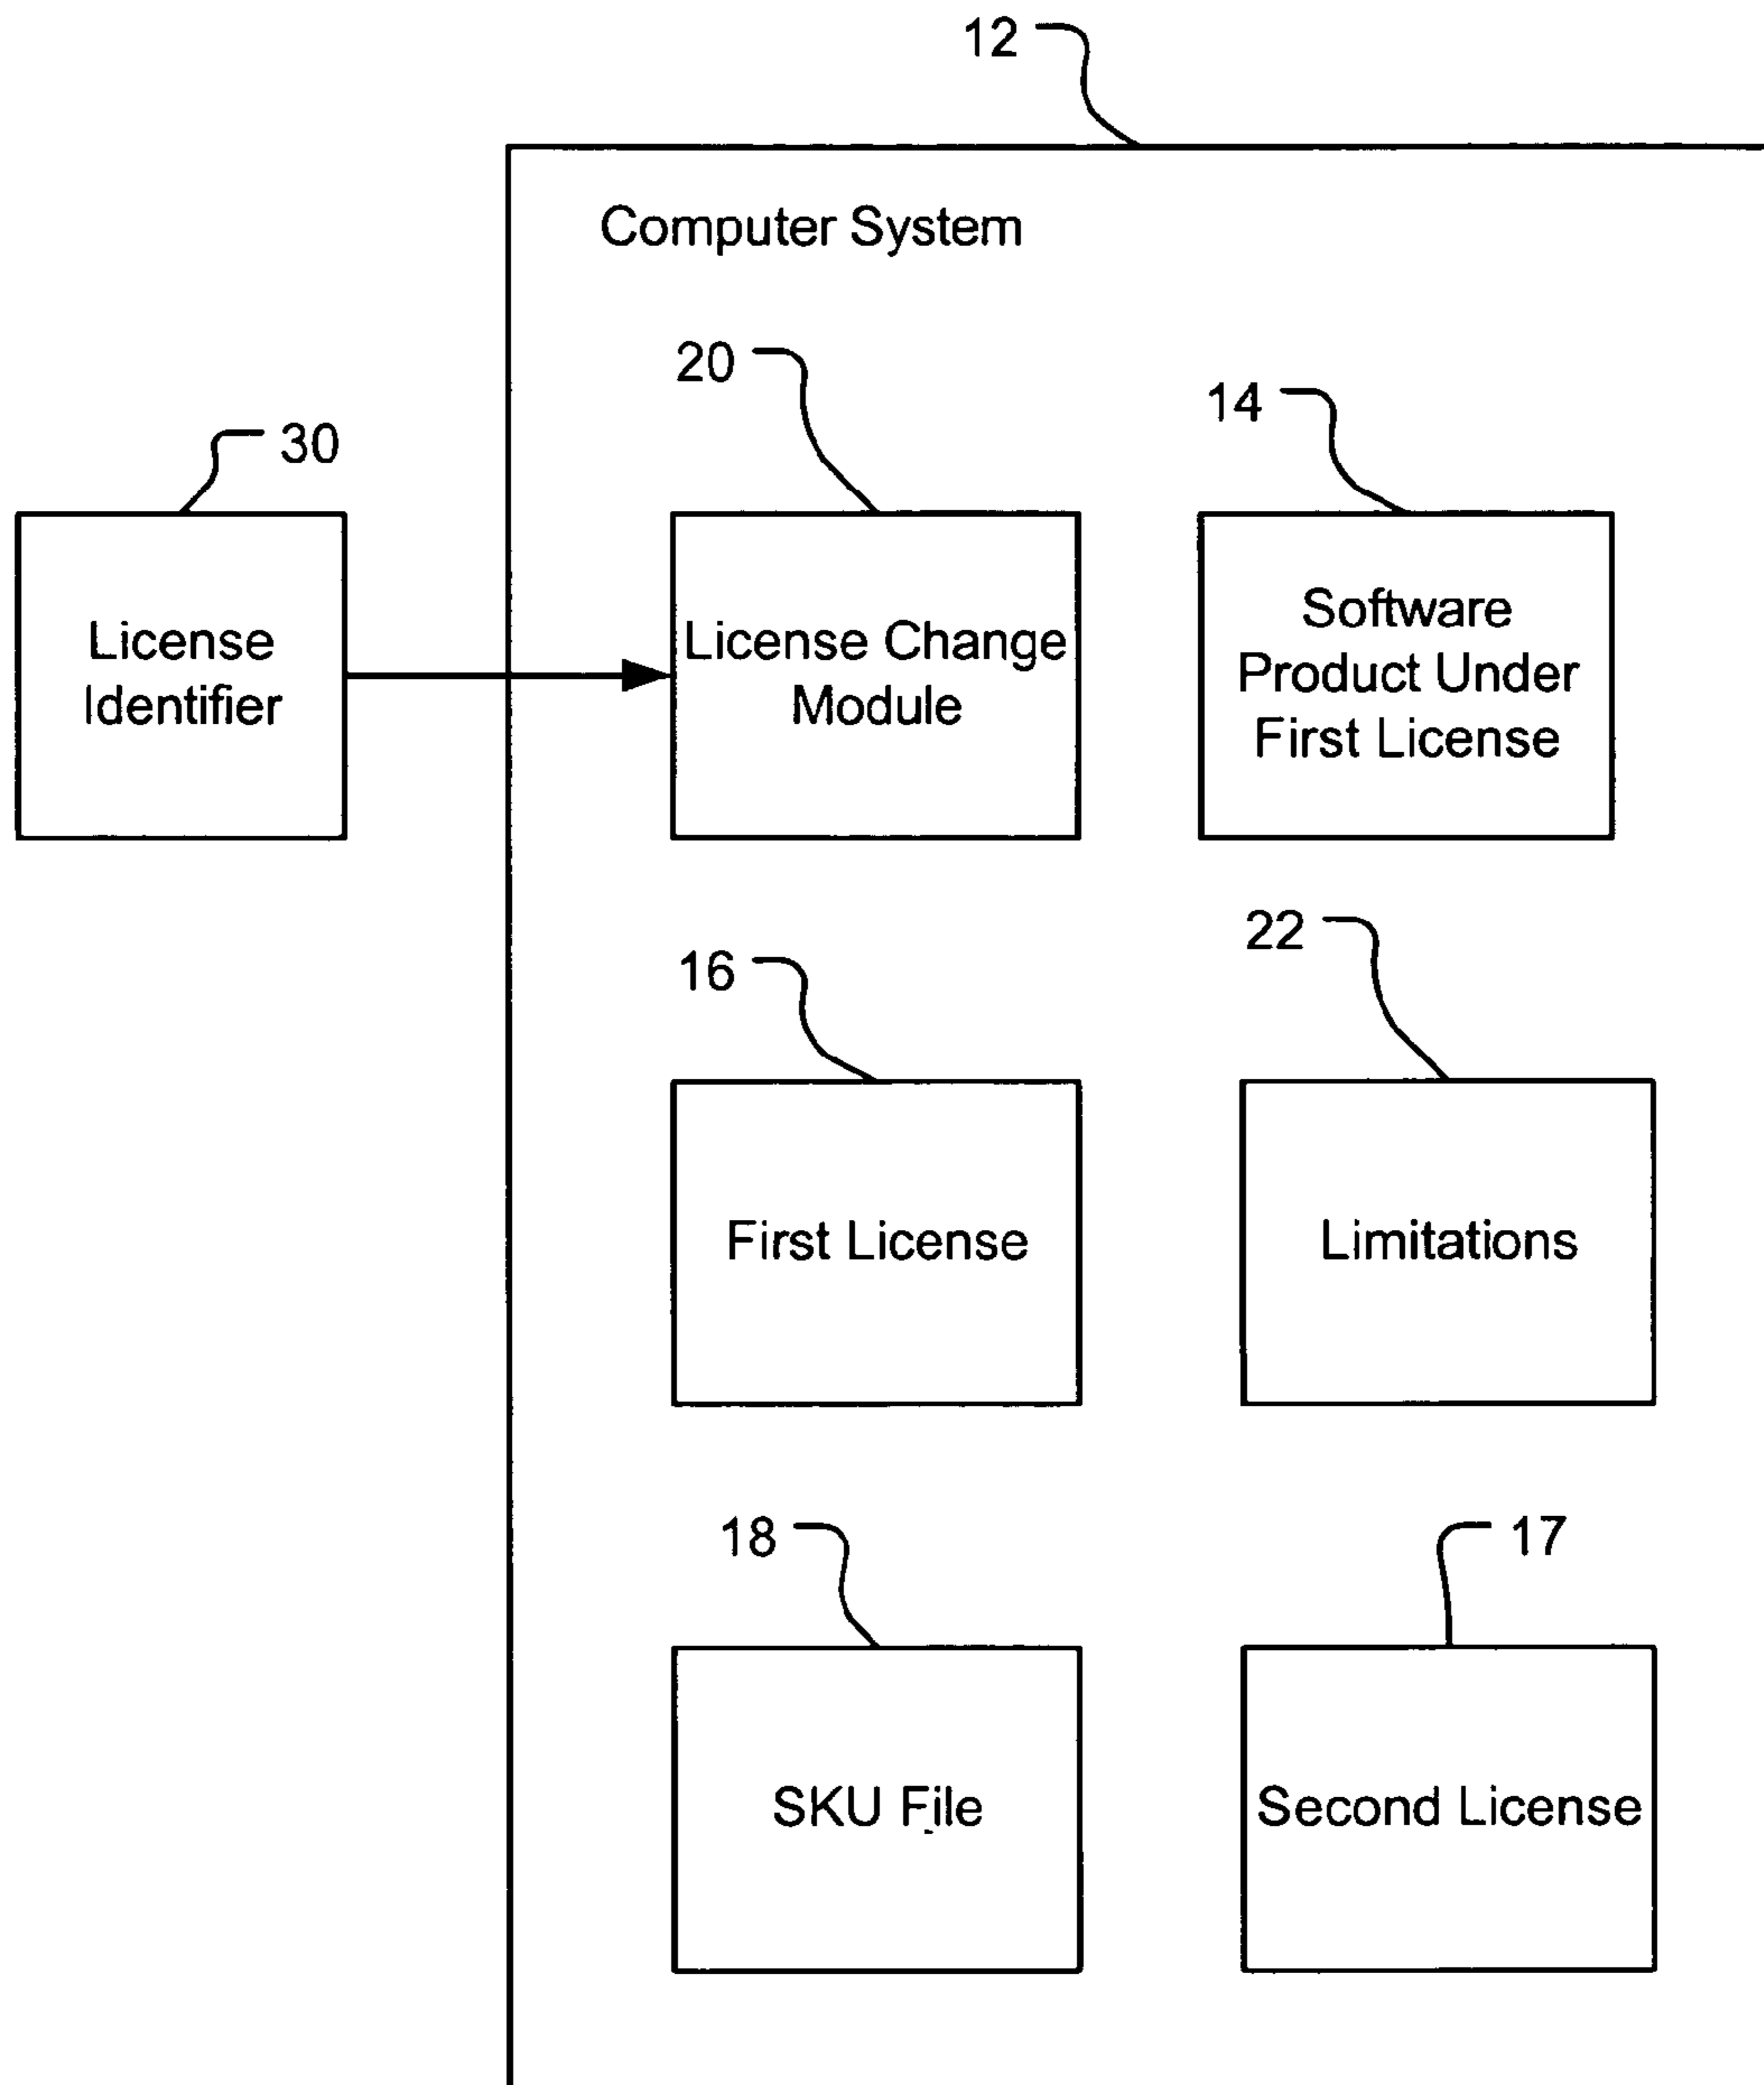 12
Computer System
20
14
30
License
Identifier
License Change
Module
Software
Product Under
First License
16
22
First License
Limitations
18
17
SKU File
Second License